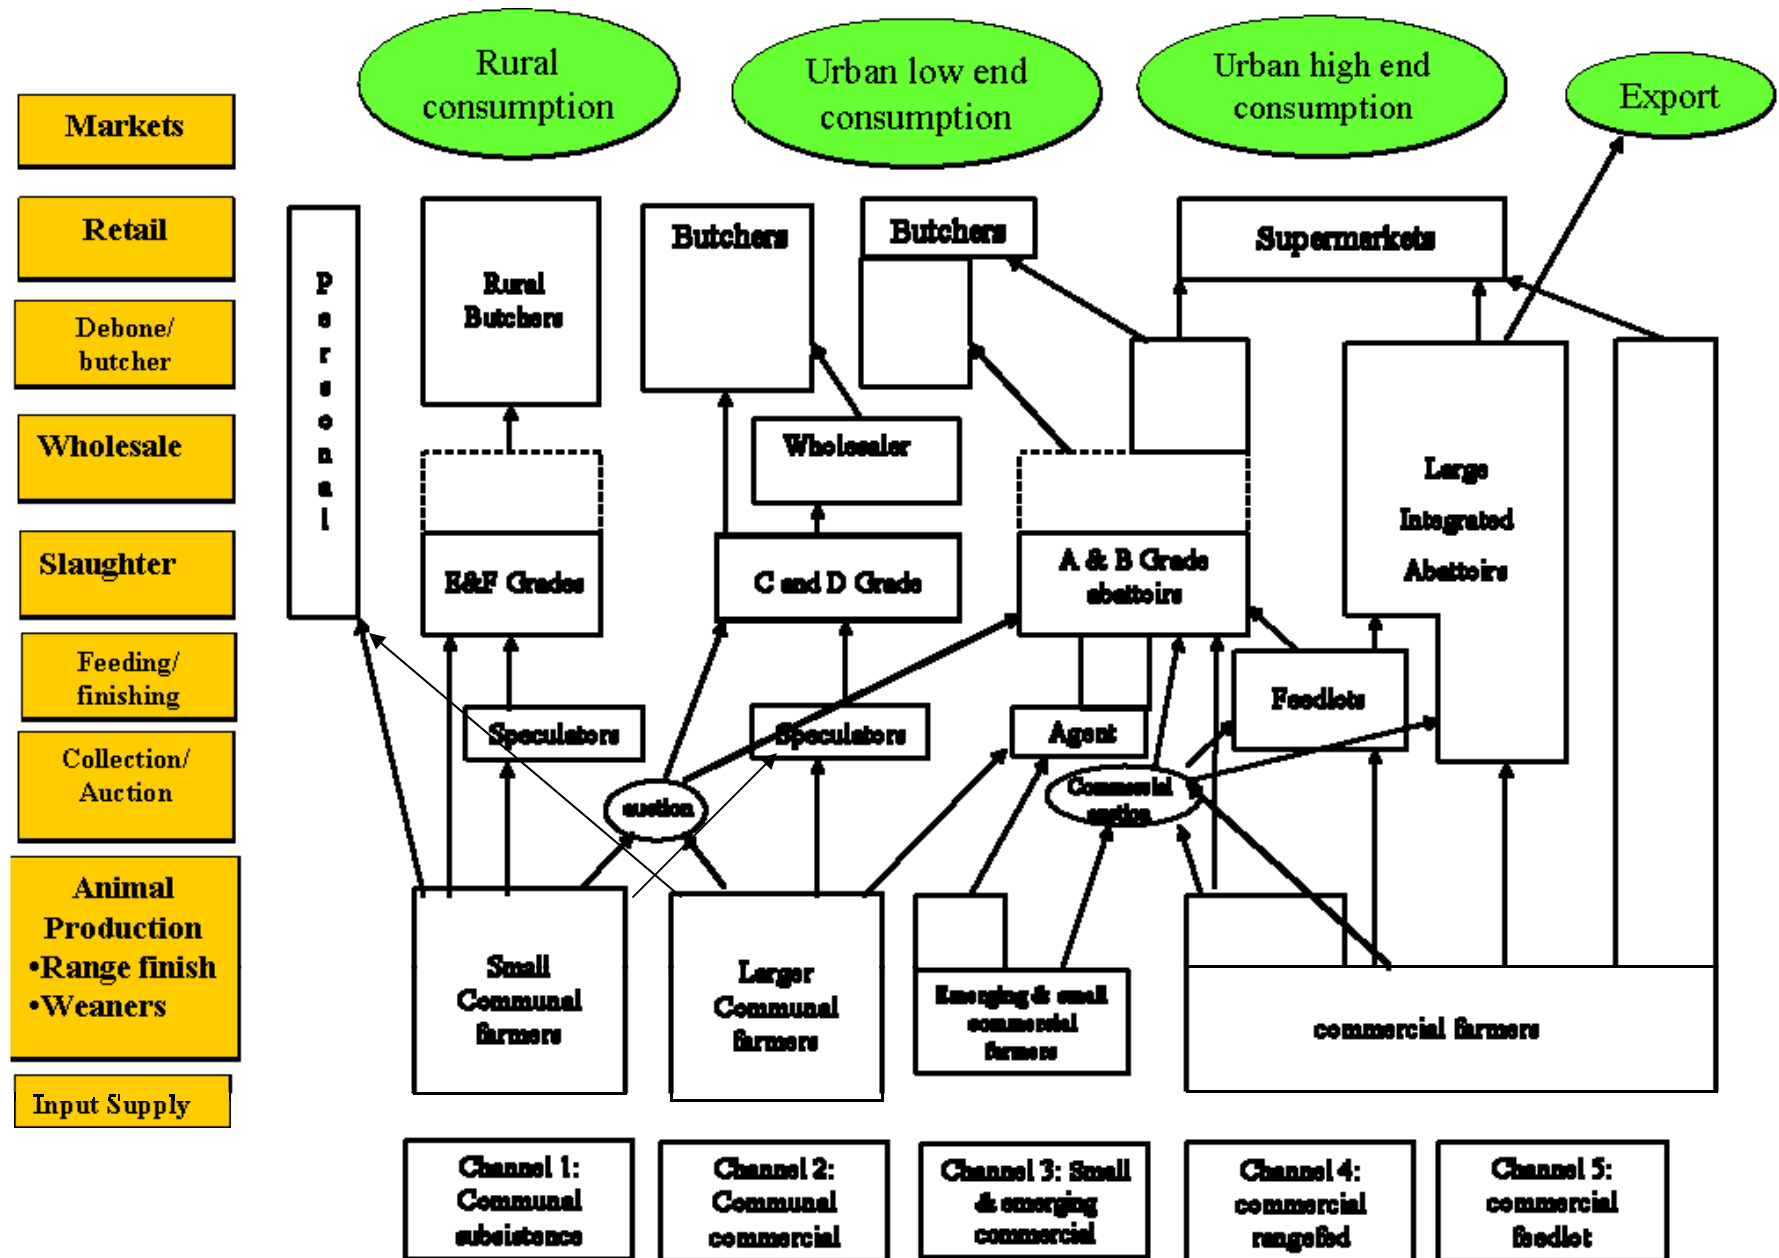 Rural
consumption
Urban low end
consumption
Urban high end
consumption
Export
Markets
Retail
Debone/
butcher
Wholesale
Slaughter
Feeding/
finishing
Collection/
Auction
Animal
Production
•Range finish
•Weaners
Input Supply
Personal
Rural
Butchers
Butchers
Butchers
Supermarkets
Wholesaler
Large
Integrated
Abattoirs
E&F Grades
C and D Grade
A & B Grade
abattoirs
Feedlots
Speculators
Speculators
Agent
auction
Commercial
auction
Small
Communal
farmers
Larger
Communal
farmers
Emerging & small
commercial
farmers
commercial farmers
Channel 1:
Communal
subsistence
Channel 2:
Communal
commercial
Channel 3: Small
& emerging
commercial
Channel 4:
commercial
rangefed
Channel 5:
commercial
feedlot